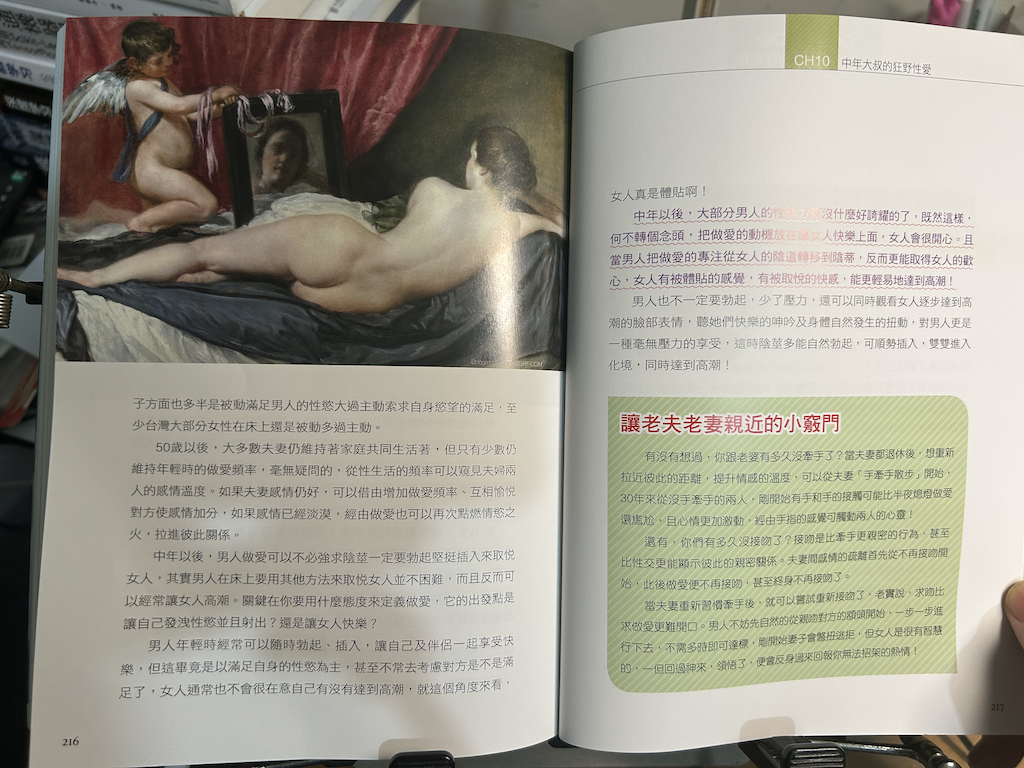 子方面也多半是被動滿足男人的性慾大過主動索求自身慾望的滿足，至
少台灣大部分女性在床上還是被動多過主動。
50歲以後，大多數夫妻仍維持著家庭共同生活著，但只有少數仍
維持年輕時的做愛頻率，毫無疑問的，從性生活的頻率可以窺見夫婦兩
人的感情溫度。如果夫妻感情仍好，可以借由增加做愛頻率、互相愉悅
對方使感情加分，如果感情已經淡漠，經由做愛也可以再次點燃情慾之
火，拉進彼此關係。
中年以後，男人做愛可以不必強求陰莖一定要勃起堅挺插入來取悅
女人，其實男人在床上要用其他方法來取悅女人並不困難，而且反而可
以經常讓女人高潮。關鍵在你要用什麼態度來定義做愛，它的出發點是
讓自己發洩性慾並且射出？還是讓女人快樂？
男人年輕時經常可以隨時勃起、插入，讓自己及伴侶一起享受快
樂，但這畢竟是以滿足自身的性慾為主，甚至不常去考慮對方是不是滿
足了，女人通常也不會很在意自己有沒有達到高潮，就這個角度來看，
216
CH10 中年大叔的狂野性愛
女人真是體貼啊！
中年以後，大部分男人的性能力都沒什麼好誇耀的了，既然這樣，
何不轉個念頭，把做愛的動機放在讓女人快樂上面，女人會很開心。且
當男人把做愛的專注從女人的陰道轉移到陰蒂，反而更能取得女人的歡
心，女人有被體貼的感覺，有被取悅的快感，能更輕易地達到高潮！
男人也不一定要勃起，少了壓力，還可以同時觀看女人逐步達到高
潮的臉部表情，聽她們快樂的呻吟及身體自然發生的扭動，對男人更是
一種毫無壓力的享受，這時陰莖多能自然勃起，可順勢插入，雙雙進入
化境，同時達到高潮！
讓老夫老妻親近的小竅門
有沒有想過，你跟老婆有多久沒牽手了？當夫妻都退休後，想重新
拉近彼此的距離，提升情感的溫度，可以從夫妻「手牽手散步」開始，
30年來從沒牽手的兩人，剛開始有手和手的接觸可能比半夜熄燈做愛
還尷尬，且心情更加激動，經由手指的感覺可觸動兩人的心靈！
還有，你們有多久沒接吻了？接吻是比牽手更親密的行為，甚至
比性交更能顯示彼此的親密關係。夫妻間感情的疏離首先從不再接吻開
始，此後做愛便不再接吻，甚至終身不再接吻了。
當夫妻重新習慣牽手後，就可以嘗試重新接吻了，老實說，求吻比
求做愛更難開口。男人不妨先自然的從親吻對方的額頭開始，一步一步進
行下去，不需多時即可達標，剛開始妻子會彆扭逃拒，但女人是很有智慧
的，一但回過神來，領悟了，便會反身過來回報你無法招架的熱情！
217